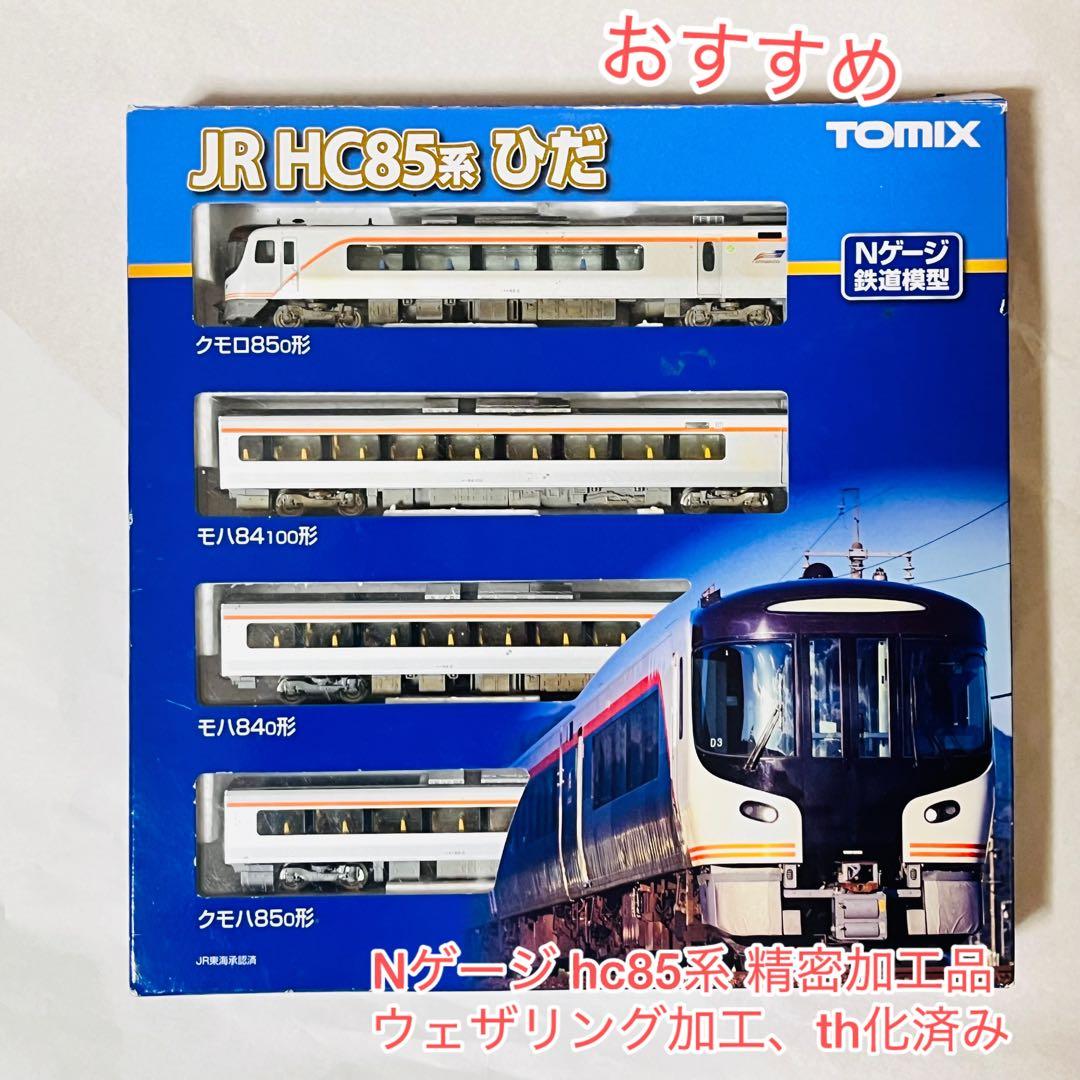 おすすめ
JR HC85系 ひだ
TOMIX
Nゲージ
鉄道模型
クモロ850形
モハ84100形
モハ840形
D3
クモハ850形
JR東海承認済
Nゲージ hc85系 精密加工品
ウェザリング加工、th化済み